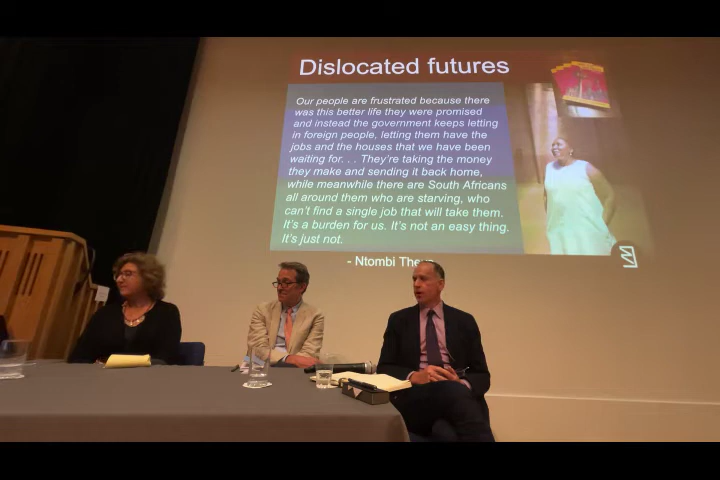 Dislocated futures
Our people are frustrated because there
was this better life they were promised
and instead the government keeps letting
in foreign people, letting them have the
jobs and the houses that we have been
waiting for. . . They're taking the money
they make and sending it back home,
while meanwhile there are South Africans
all around them who are starving, who
can't find a single job that will take them.
It's a burden for us. It's not an easy thing.
It's just not.
- Ntombi